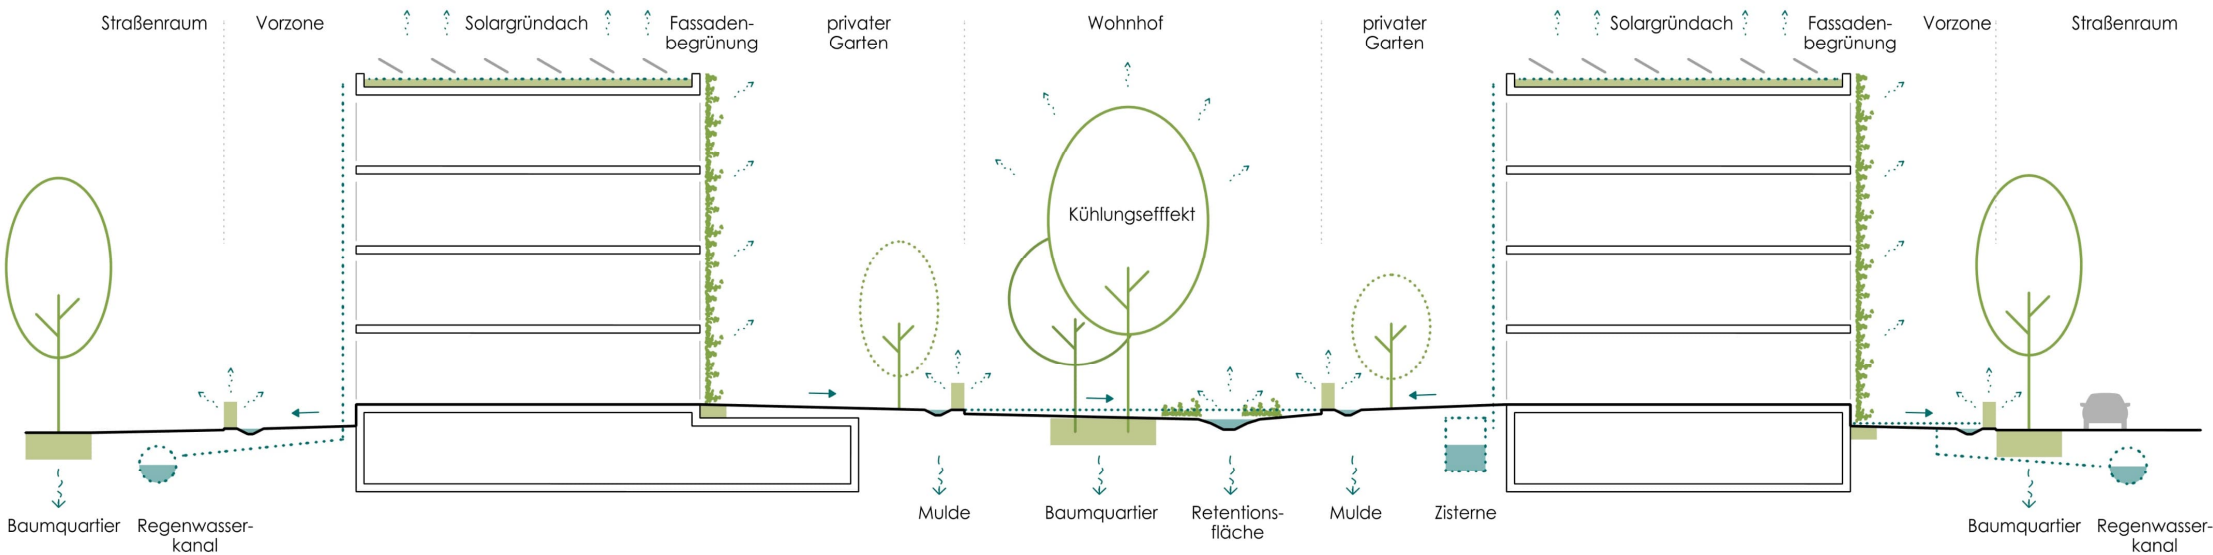 Straßenraum
Vorzone
Solargründach
Fassaden-
begrünung
privater
Garten
Wohnhof
privater
Garten
Solargründach
Fassaden-
begrünung
Vorzone
Straßenraum
Kühlungsefffekt
Baumquartier
Regenwasser-
kanal
Mulde
Baumquartier
Retentions-
fläche
Mulde
Zisterne
Baumquartier
Regenwasser-
kanal